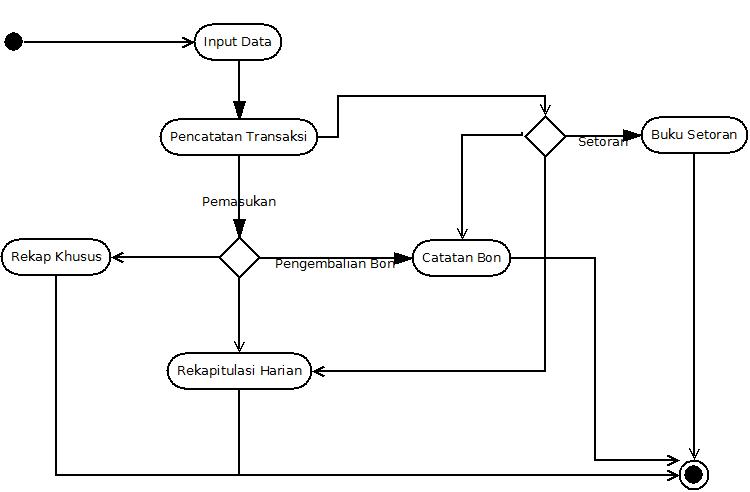 Input Data
Pencatatan Transaksi
Setoran
Buku Setoran
Pemasukan
Rekap Khusus
Pengembalian Bon
Catatan Bon
Rekapitulasi Harian